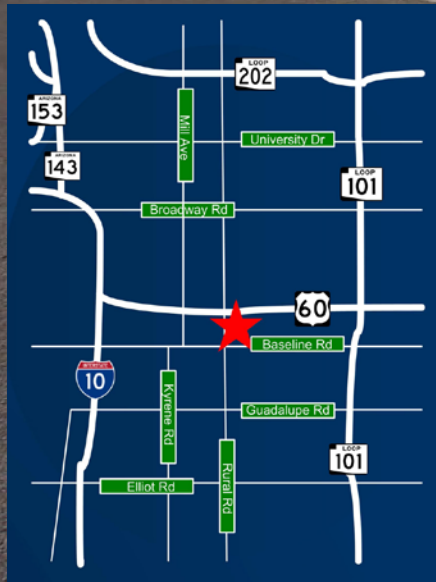 LOOP
202
ARIZONA
153
Mill Ave
University Dr
ARIZONA
143
LOOP
101
Broadway Rd
60
Baseline Rd
INTERSTATE
10
Kyrene Rd
Guadalupe Rd
LOOP
101
Rural Rd
Elliot Rd